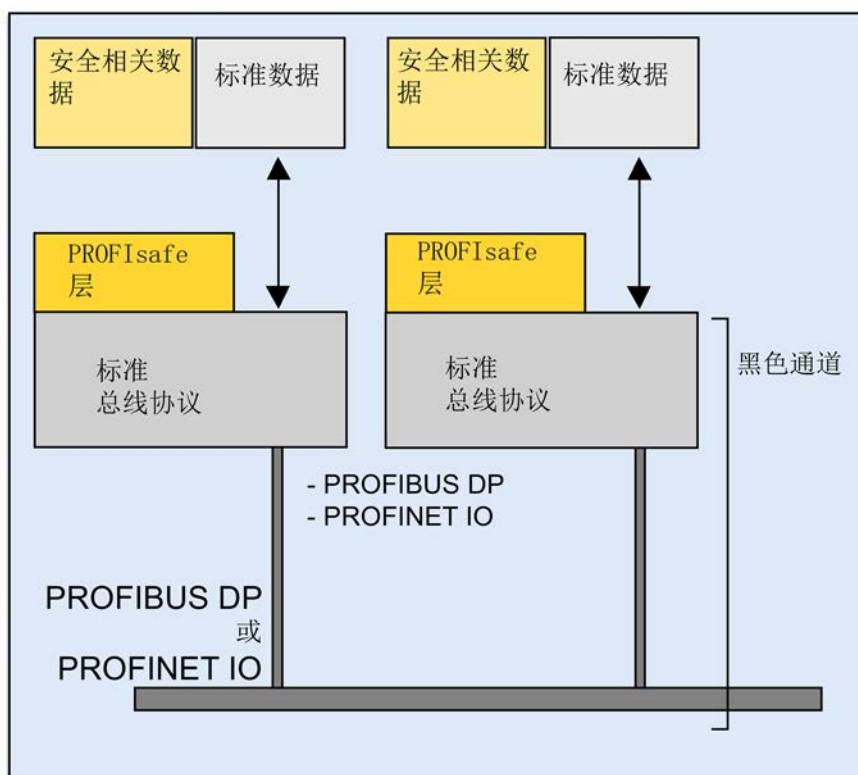 安全相关数
据
标准数据
安全相关数
据
标准数据
PROFIsafe
层
PROFIsafe
层
标准
总线协议
标准
总线协议
黑色通道
- PROFIBUS DP
- PROFINET IO
PROFIBUS DP
或
PROFINET IO